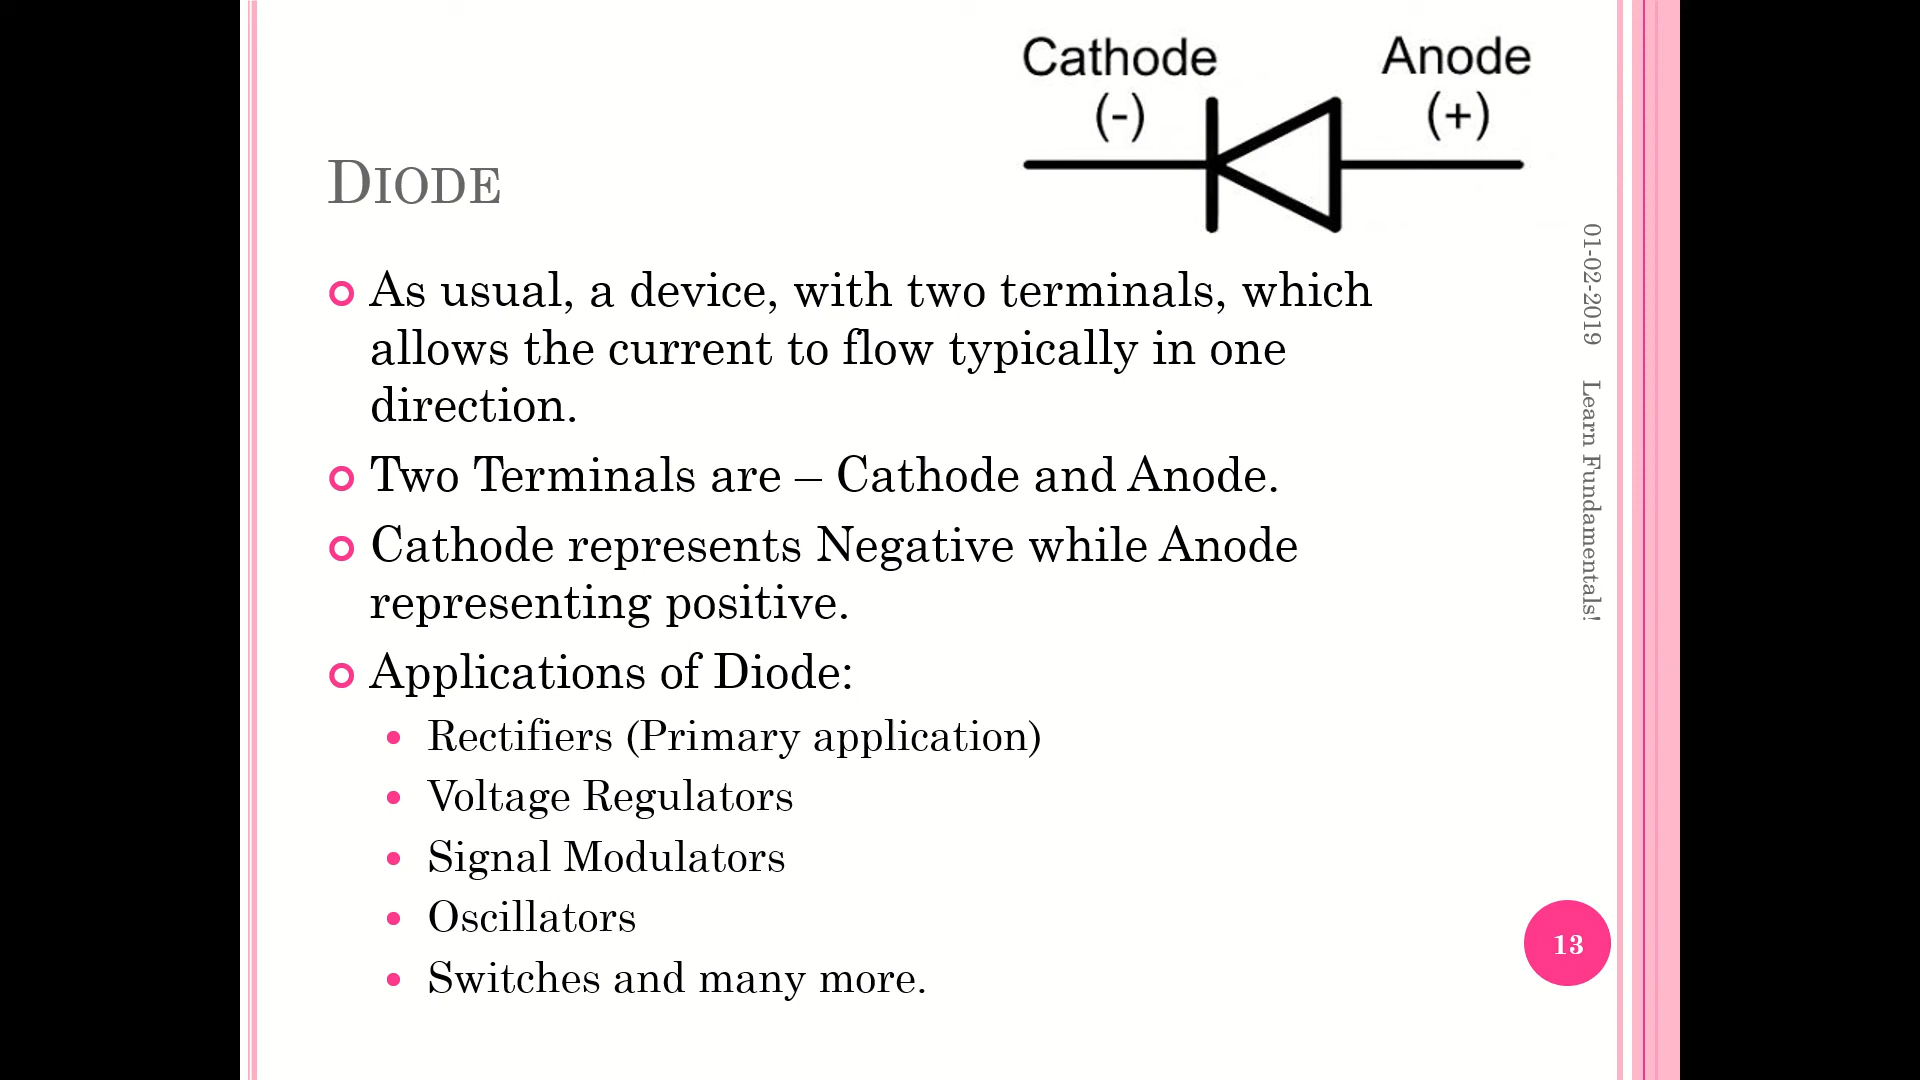 Cathode Anode
(-) (+)
DIODE
As usual, a device, with two terminals, which
allows the current to flow typically in one
direction.
Two Terminals are – Cathode and Anode.
Cathode represents Negative while Anode
representing positive.
Applications of Diode:
Rectifiers (Primary application)
Voltage Regulators
Signal Modulators
Oscillators
Switches and many more.
01-02-2019
Learn Fundamentals!
13